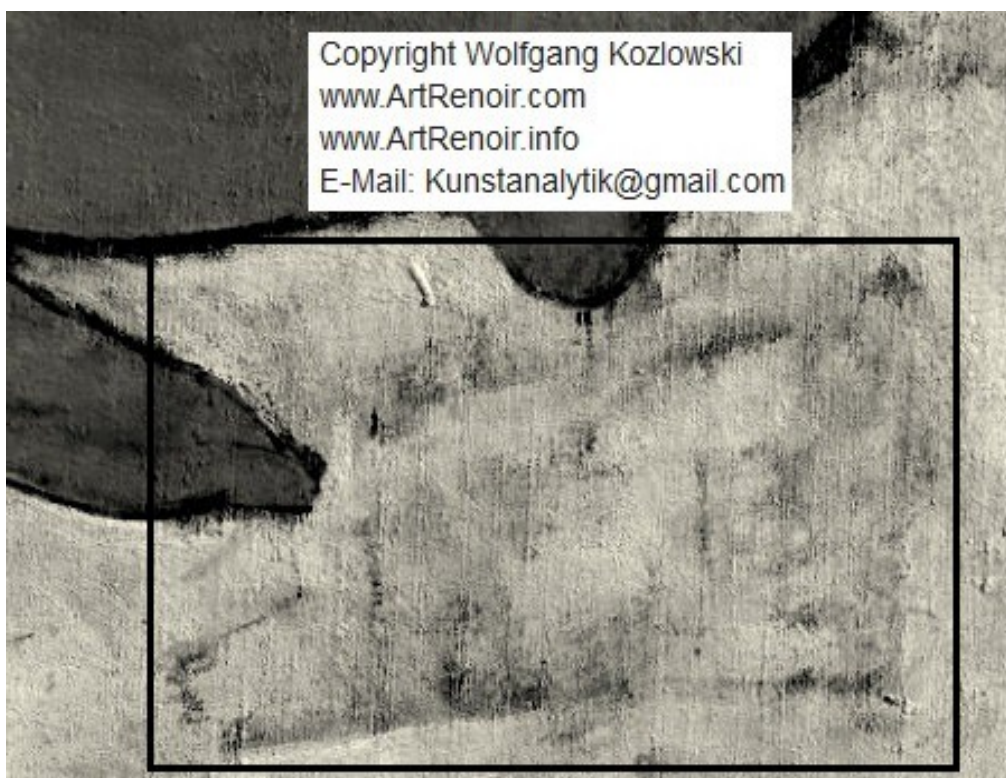 Copyright Wolfgang Kozlowski
www.ArtRenoir.com
www.ArtRenoir.info
E-Mail: Kunstanalytik@gmail.com